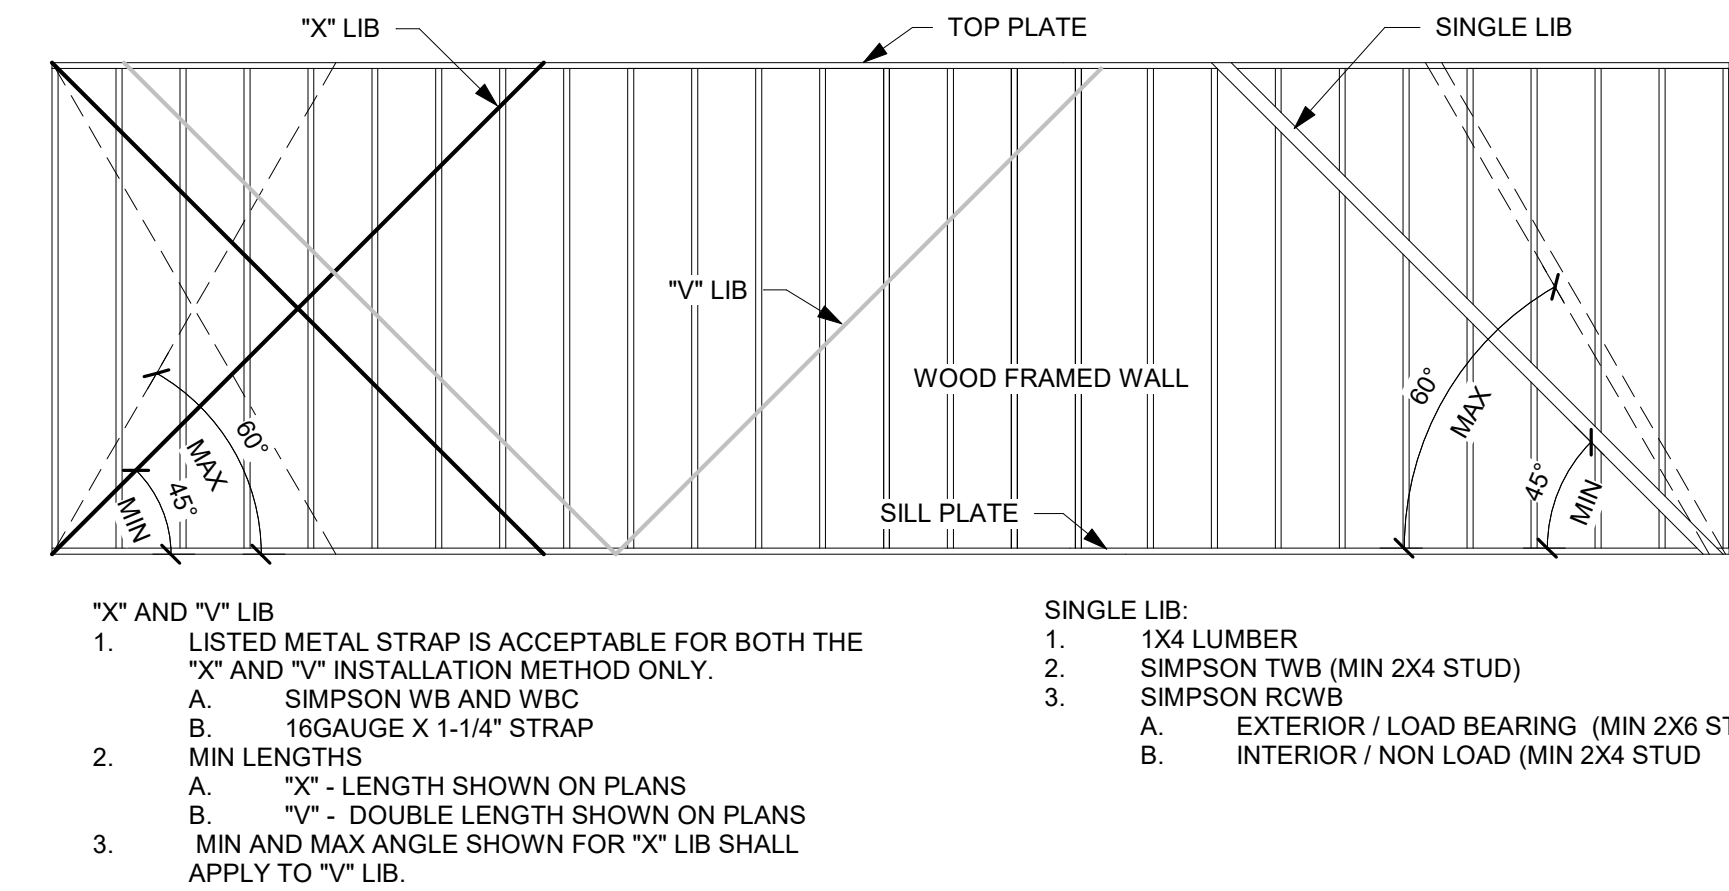 "X" LIB
TOP PLATE
SINGLE LIB
"V" LIB
WOOD FRAMED WALL
SILL PLATE
60°
MAX
45°
MIN
60°
MAX
45°
MIN
"X" AND "V" LIB
1. LISTED METAL STRAP IS ACCEPTABLE FOR BOTH THE
"X" AND "V" INSTALLATION METHOD ONLY.
A. SIMPSON WB AND WBC
B. 16GAUGE X 1-1/4" STRAP
2. MIN LENGTHS
A. "X" - LENGTH SHOWN ON PLANS
B. "V" - DOUBLE LENGTH SHOWN ON PLANS
3. MIN AND MAX ANGLE SHOWN FOR "X" LIB SHALL
APPLY TO "V" LIB.
SINGLE LIB:
1. 1X4 LUMBER
2. SIMPSON TWB (MIN 2X4 STUD)
3. SIMPSON RCWB
A. EXTERIOR / LOAD BEARING (MIN 2X6
B. INTERIOR / NON LOAD (MIN 2X4 STUD